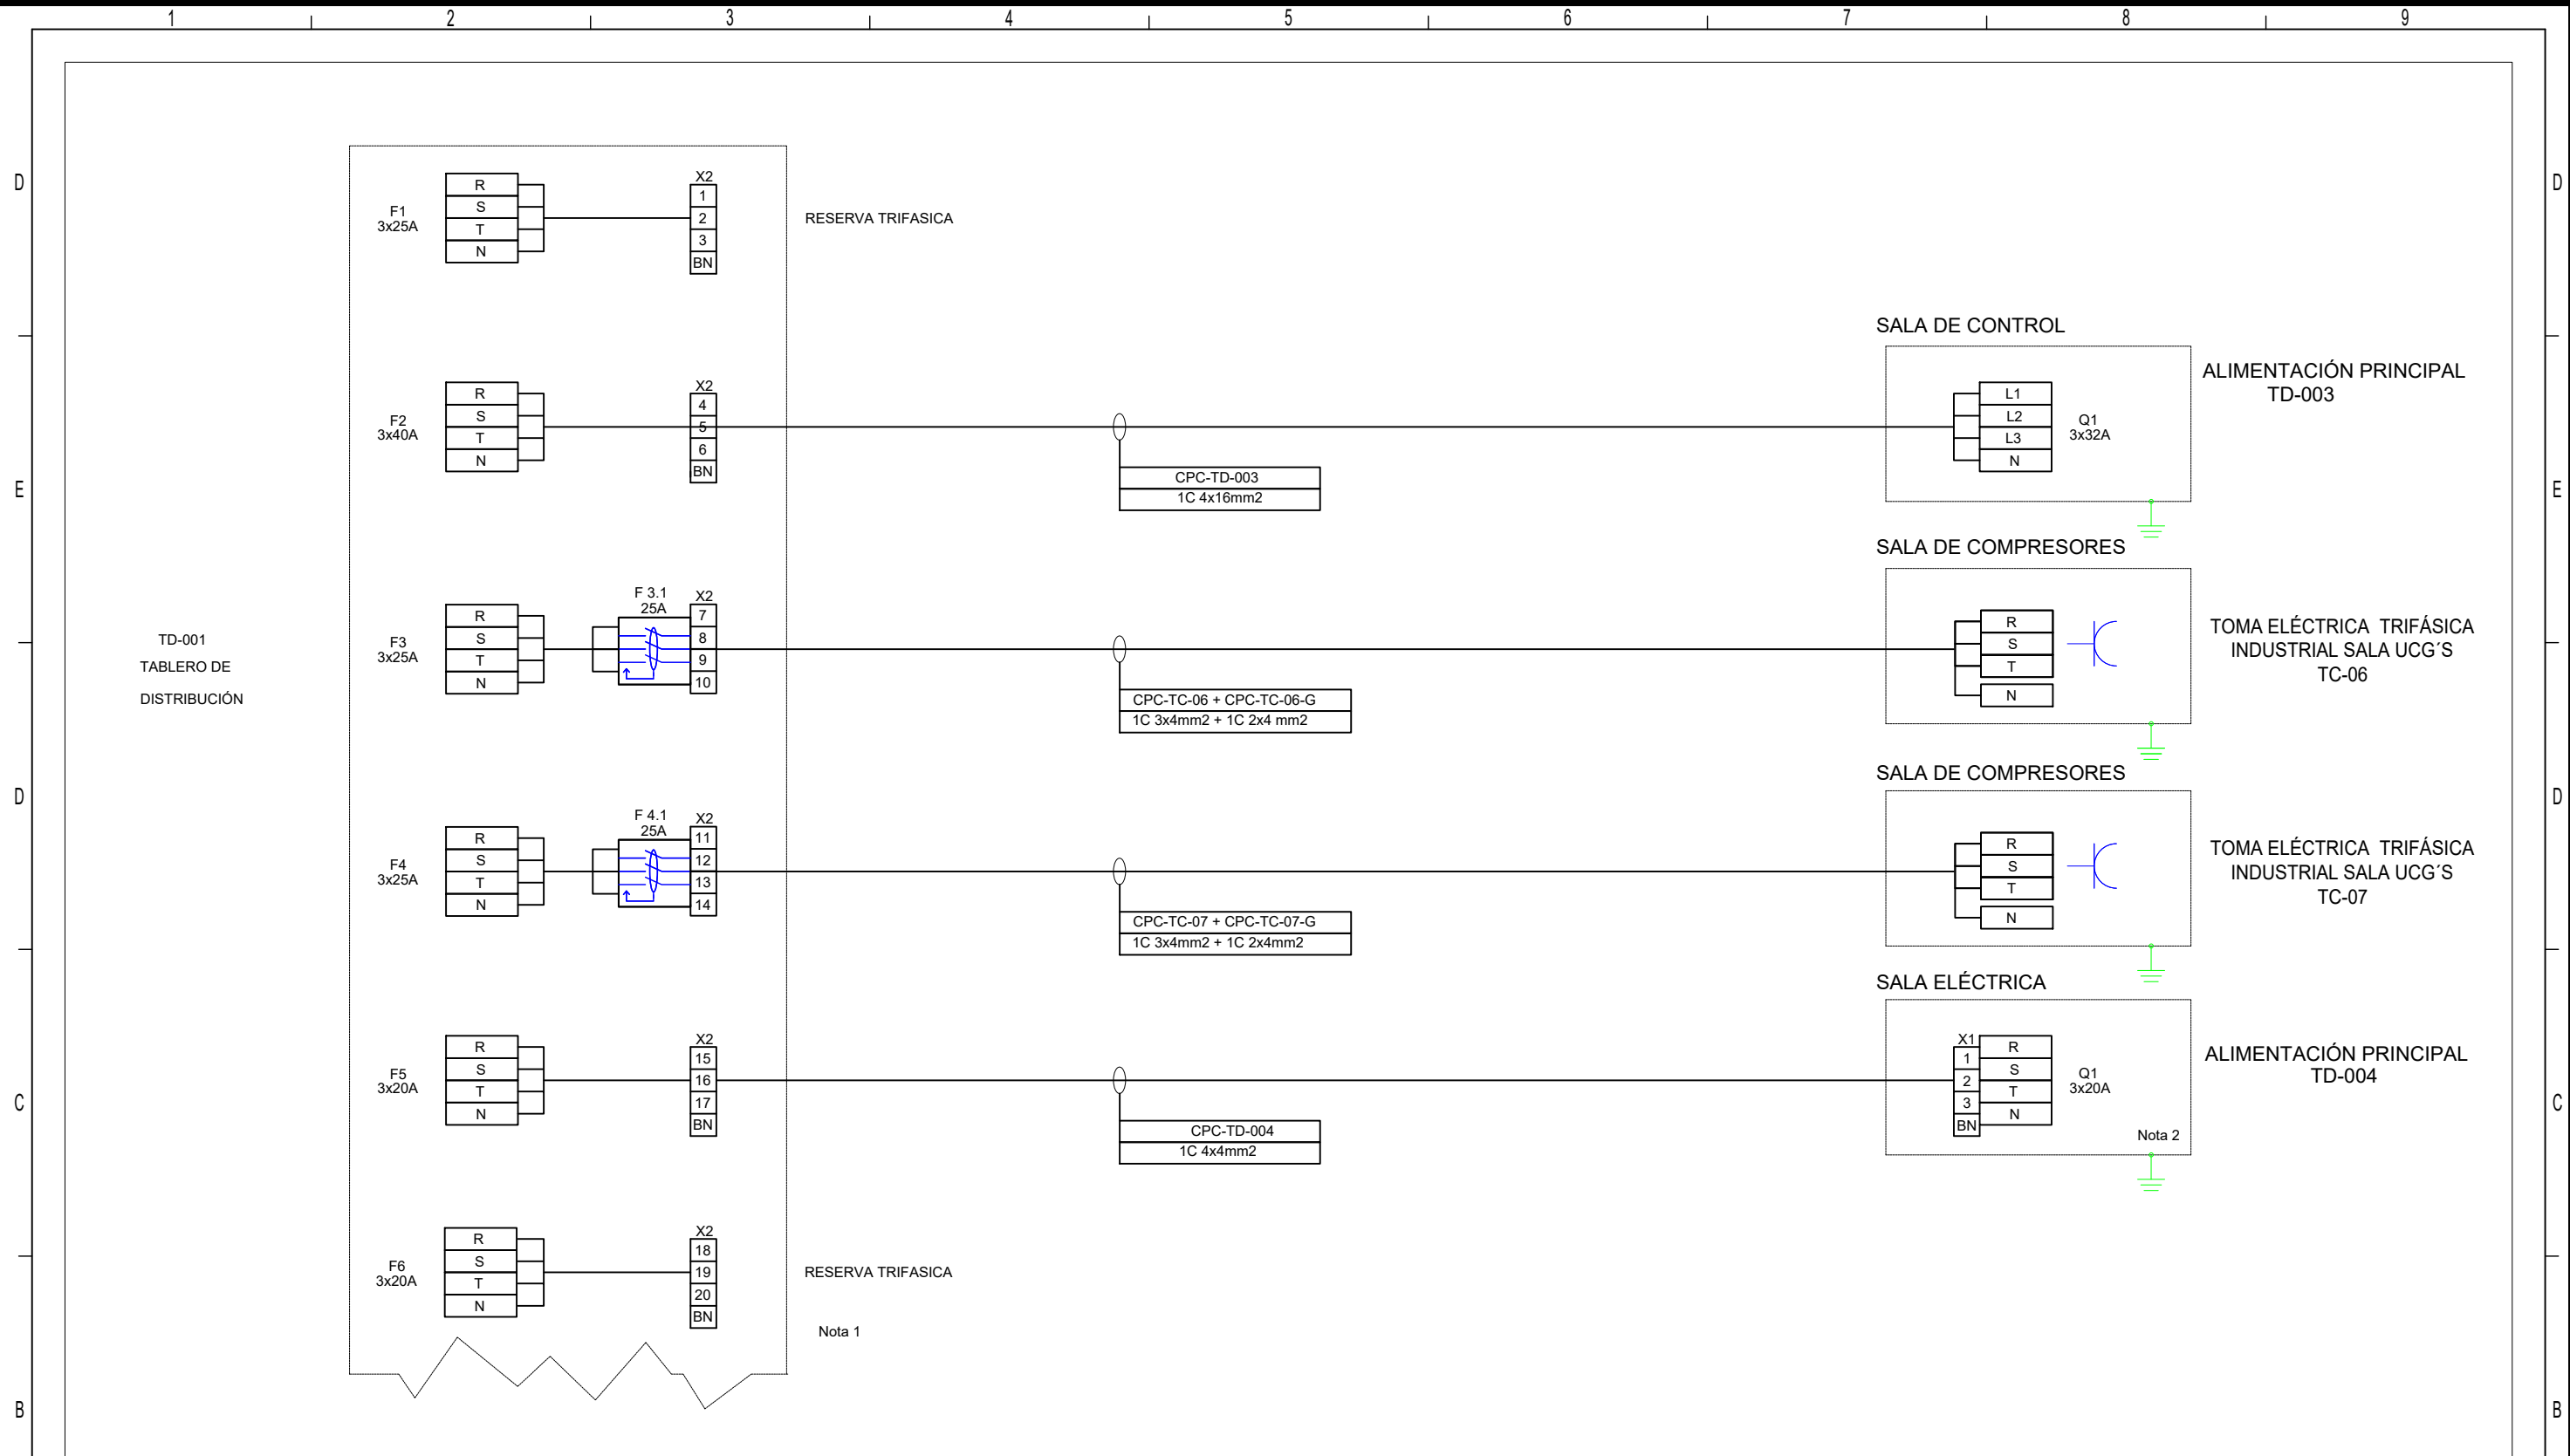 1 2 3 4 5 6 7 8 9
D
D
F1
3x25A
R
S
T
N
X2
1
2
3
BN
RESERVA TRIFASICA
F2
3x40A
R
S
T
N
X2
4
5
6
BN
CPC-TD-003
1C 4x16mm2
SALA DE CONTROL
L1
L2
L3
N
Q1
3x32A
ALIMENTACIÓN PRINCIPAL
TD-003
E
E
TD-001
TABLERO DE
DISTRIBUCIÓN
F3
3x25A
R
S
T
N
F 3.1
25A
X2
7
8
9
10
CPC-TC-06 + CPC-TC-06-G
1C 3x4mm2 + 1C 2x4 mm2
SALA DE COMPRESORES
R
S
T
N
TOMA ELÉCTRICA TRIFÁSICA
INDUSTRIAL SALA UCG´S
TC-06
D
D
F4
3x25A
R
S
T
N
F 4.1
25A
X2
11
12
13
14
CPC-TC-07 + CPC-TC-07-G
1C 3x4mm2 + 1C 2x4mm2
SALA DE COMPRESORES
R
S
T
N
TOMA ELÉCTRICA TRIFÁSICA
INDUSTRIAL SALA UCG´S
TC-07
F5
3x20A
R
S
T
N
X2
15
16
17
BN
CPC-TD-004
1C 4x4mm2
SALA ELÉCTRICA
X1
1
2
3
BN
R
S
T
N
Q1
3x20A
Nota 2
ALIMENTACIÓN PRINCIPAL
TD-004
C
C
F6
3x20A
R
S
T
N
X2
18
19
20
BN
RESERVA TRIFASICA
Nota 1
B
B